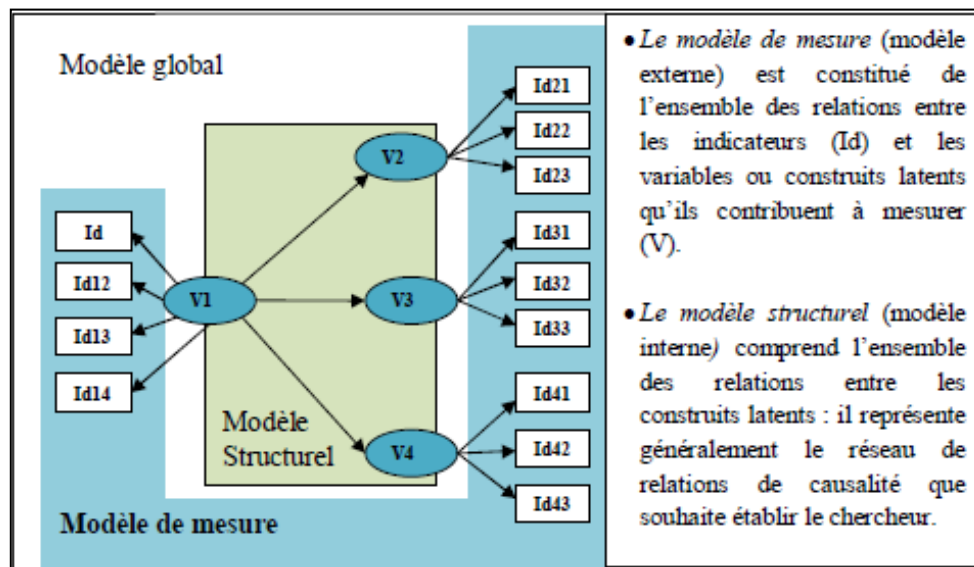 Modèle global
Id21
Id22
Id23
V2
Id
Id12
Id13
Id14
V1
V3
Id31
Id32
Id33
Modèle
Structurel
V4
Id41
Id42
Id43
Modèle de mesure
• Le modèle de mesure (modèle
externe) est constitué de
l'ensemble des relations entre
les indicateurs (Id) et les
variables ou construits latents
qu'ils contribuent à mesurer
(V).
• Le modèle structurel (modèle
interne) comprend l'ensemble
des relations entre les
construits latents : il représente
généralement le réseau de
relations de causalité que
souhaite établir le chercheur.